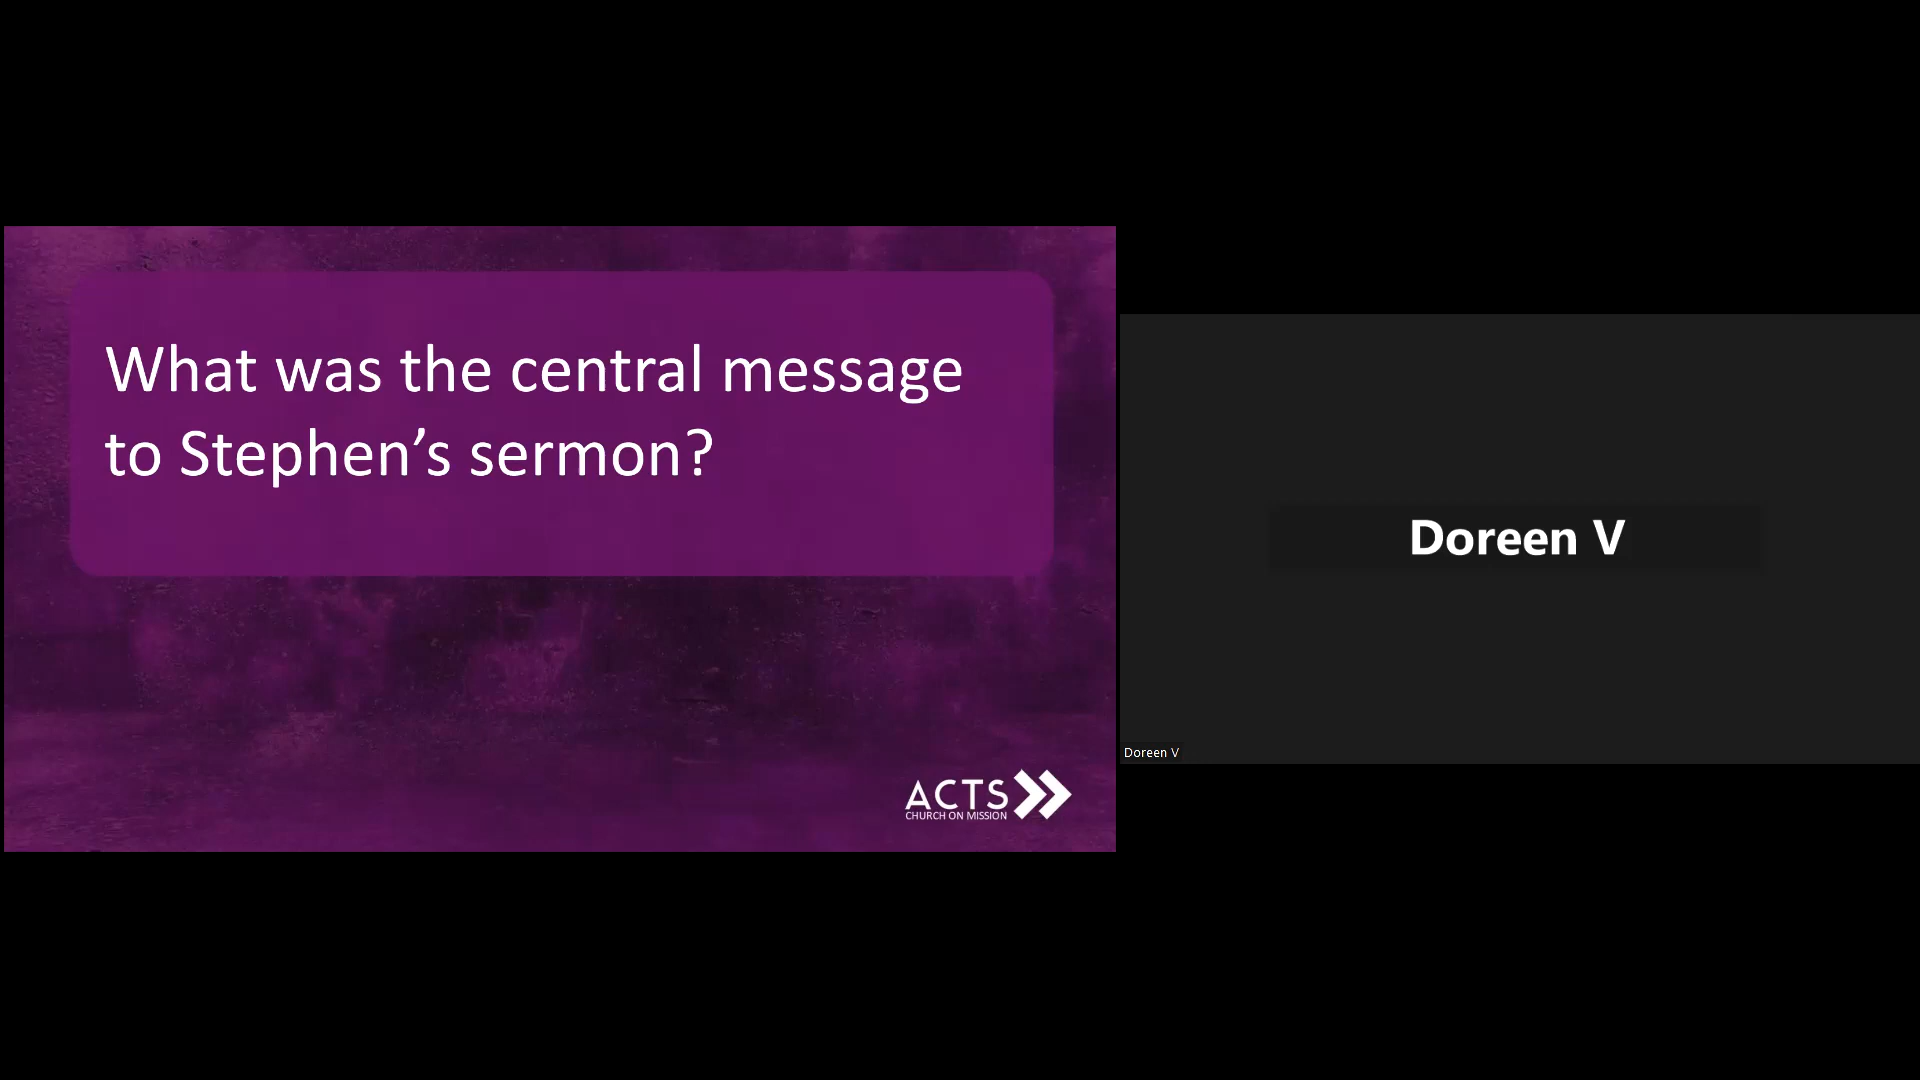 What was the central message
to Stephen’s sermon?
ACTS
CHURCH ON MISSION
Doreen V
Doreen V